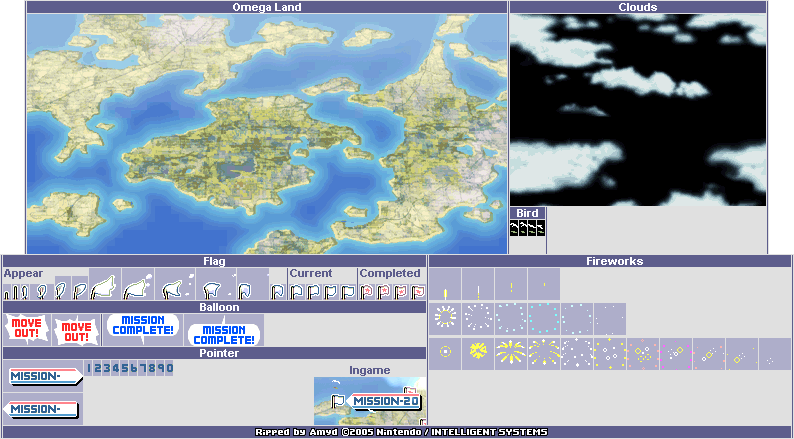 Omega Land
Clouds
Bird
Flag
Fireworks
Appear
Current
Completed
Balloon
MOVE
OUT!
MOVE
OUT!
MISSION
COMPLETE!
MISSION
COMPLETE!
Pointer
MISSION-
1234567890
Ingame
MISSION-
MISSION-20
Ripped by Amyd ©2005 Nintendo / INTELLIGENT SYSTEMS